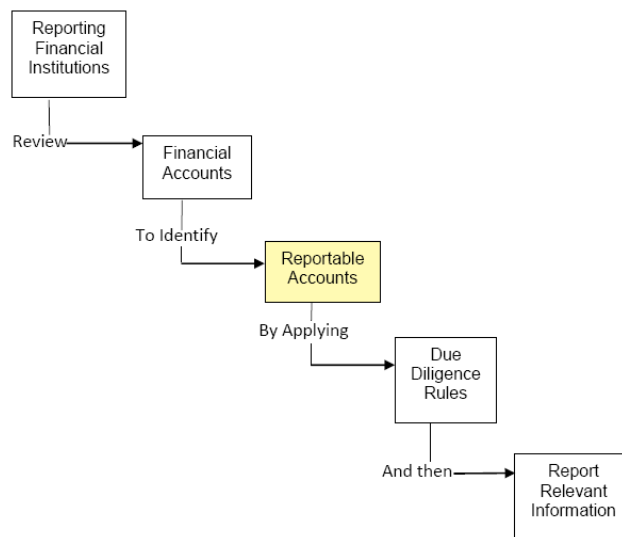 Reporting
Financial
Institutions
Review
Financial
Accounts
To Identify
Reportable
Accounts
By Applying
Due
Diligence
Rules
And then
Report
Relevant
Information